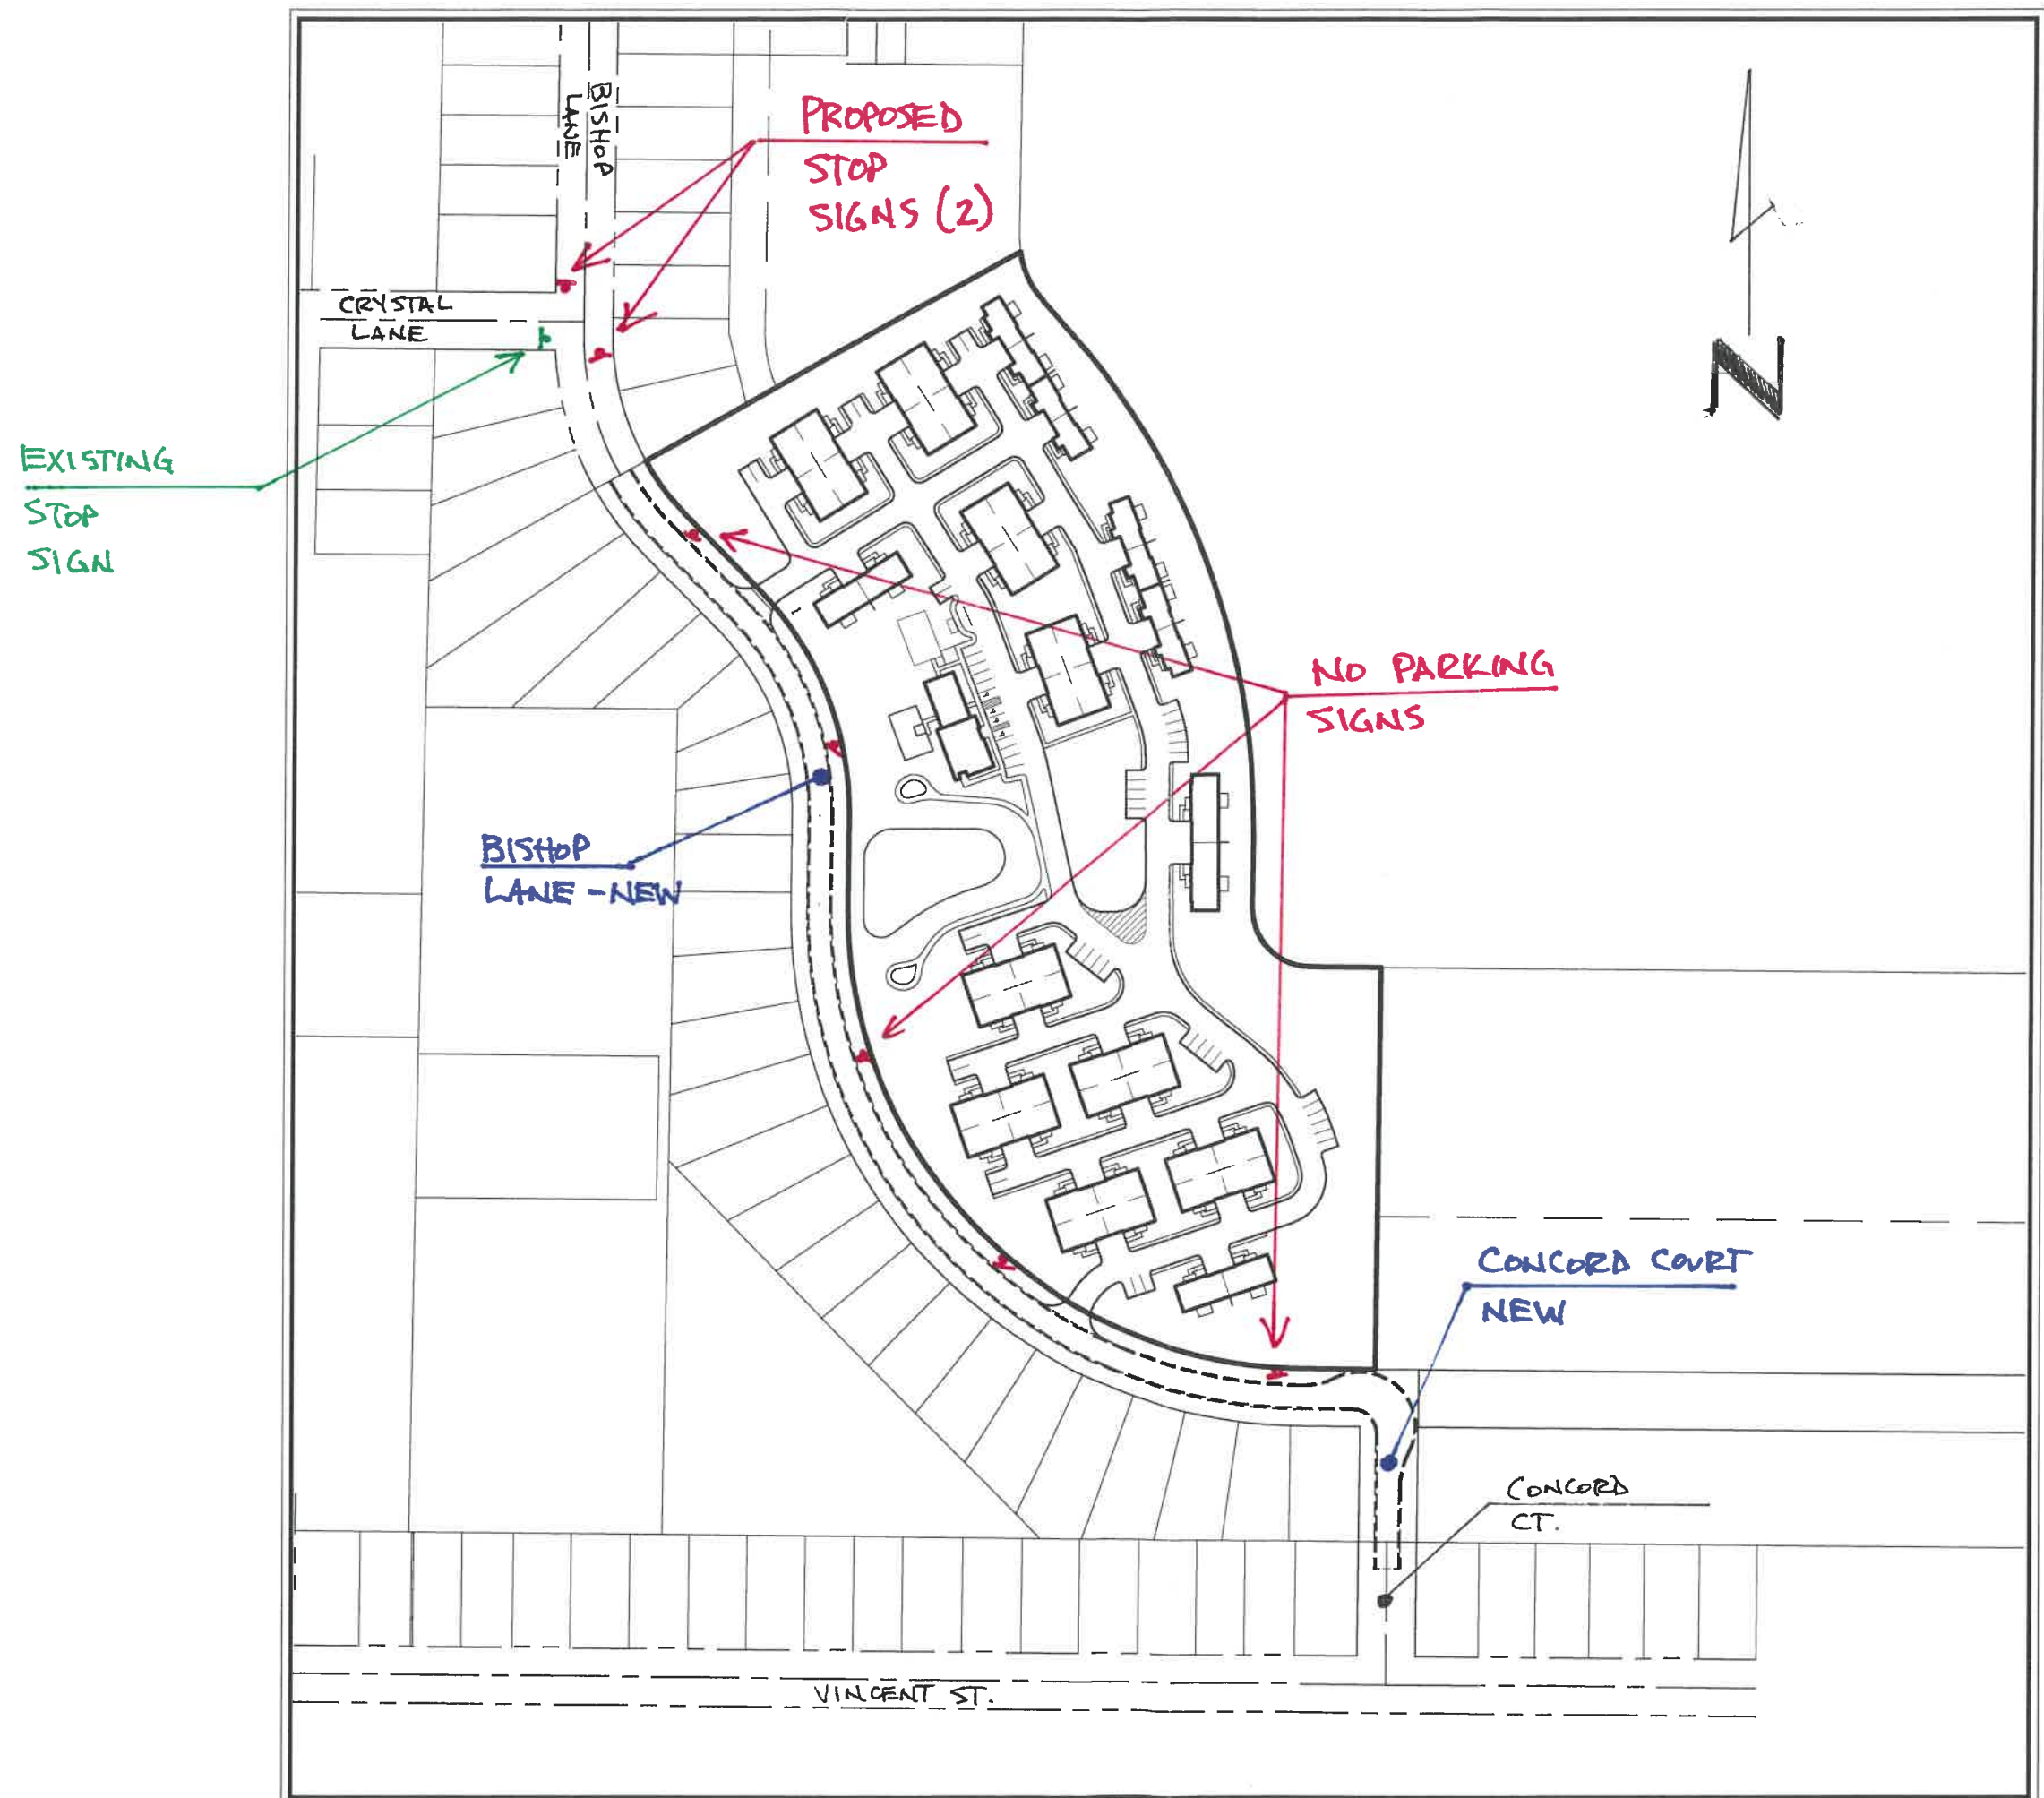 BISHOP
LANE
PROPOSED
STOP
SIGNS (2)
CRYSTAL
LANE
EXISTING
STOP
SIGN
N
NO PARKING
SIGNS
BISHOP
LANE - NEW
CONCORD COURT
NEW
CONCORD
CT.
VINCENT ST.